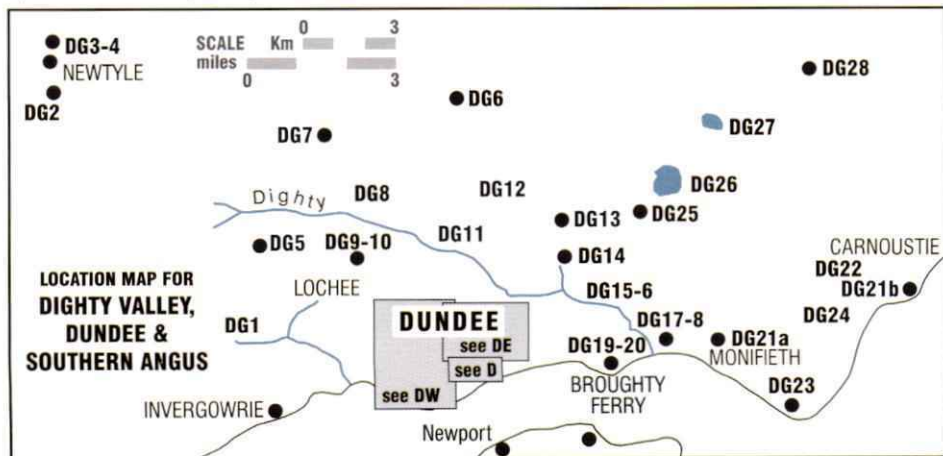 DG3-4
NEWTYLE
DG2
SCALE Km 0 3
miles 0 3
DG28
DG6
DG27
DG7
DG26
Dighty
DG8
DG12
DG25
DG13
DG5
DG9-10
DG11
DG14
CARNOUSTIE
DG22
DG21b
LOCATION MAP FOR
DIGHTY VALLEY,
DUNDEE &
SOUTHERN ANGUS
LOCHEE
DG1
DG15-6
DG24
DUNDEE
see DE
see D
see DW
DG17-8
DG21a
MONIFIETH
DG19-20
BROUGHTY
FERRY
DG23
INVERGOWRIE
Newport